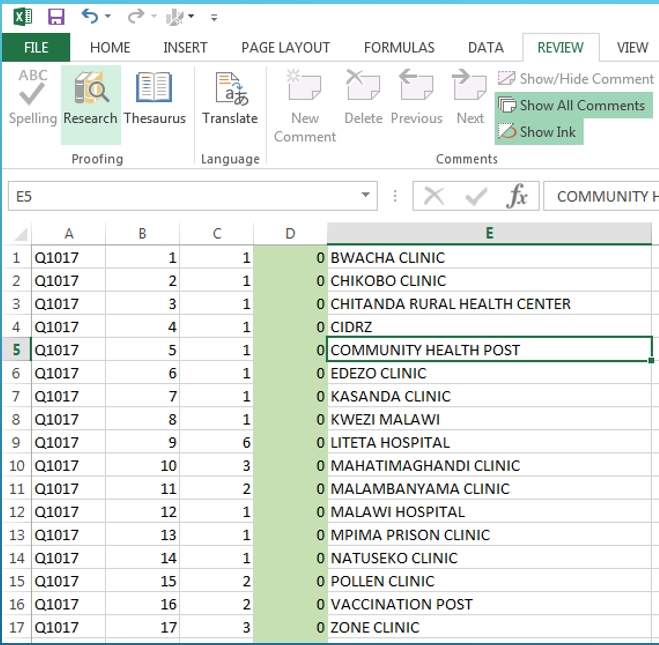 FILE HOME INSERT PAGE LAYOUT FORMULAS DATA REVIEW VIEW
ABC
Spelling Research Thesaurus Translate New Comment Delete Previous Next
Show/Hide Comment
Show All Comments
Show Ink
Proofing Language Comments
E5 fx COMMUNITY H
A B C D E
1 Q1017 1 1 0 BWACHA CLINIC
2 Q1017 2 1 0 CHIKOBO CLINIC
3 Q1017 3 1 0 CHITANDA RURAL HEALTH CENTER
4 Q1017 4 1 0 CIDRZ
5 Q1017 5 1 0 COMMUNITY HEALTH POST
6 Q1017 6 1 0 EDEZO CLINIC
7 Q1017 7 1 0 KASANDA CLINIC
8 Q1017 8 1 0 KWEZI MALAWI
9 Q1017 9 6 0 LITETA HOSPITAL
10 Q1017 10 3 0 MAHATIMAGHANDI CLINIC
11 Q1017 11 2 0 MALAMBANYAMA CLINIC
12 Q1017 12 1 0 MALAWI HOSPITAL
13 Q1017 13 1 0 MPIMA PRISON CLINIC
14 Q1017 14 1 0 NATUSEKO CLINIC
15 Q1017 15 2 0 POLLEN CLINIC
16 Q1017 16 2 0 VACCINATION POST
17 Q1017 17 3 0 ZONE CLINIC